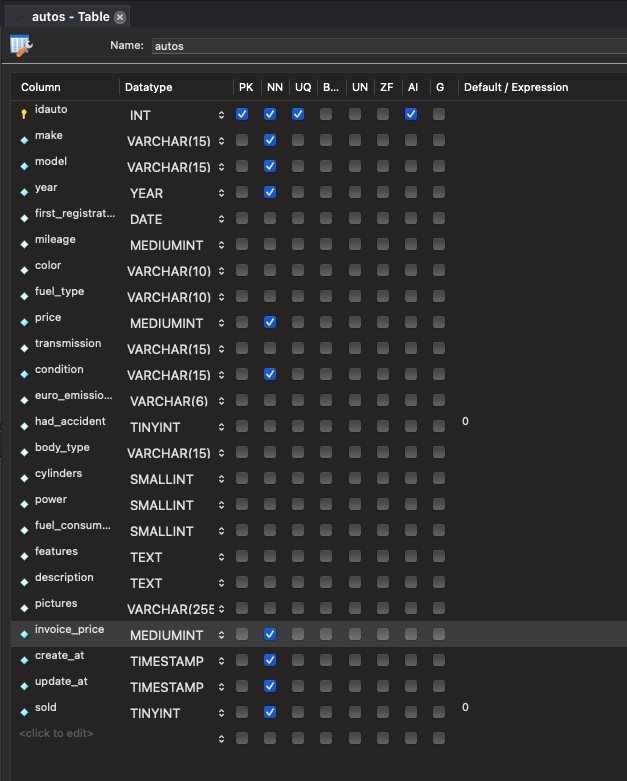 autos - Table
Name: autos
Column Datatype PK NN UQ B... UN ZF AI G Default / Expression
idauto INT
make VARCHAR(15)
model VARCHAR(15)
year YEAR
first_registrat... DATE
mileage MEDIUMINT
color VARCHAR(10)
fuel_type VARCHAR(10)
price MEDIUMINT
transmission VARCHAR(15)
condition VARCHAR(15)
euro_emissio... VARCHAR(6)
had_accident TINYINT 0
body_type VARCHAR(15)
cylinders SMALLINT
power SMALLINT
fuel_consum... SMALLINT
features TEXT
description TEXT
pictures VARCHAR(255
invoice_price MEDIUMINT
create_at TIMESTAMP
update_at TIMESTAMP
sold TINYINT 0
<click to edit>